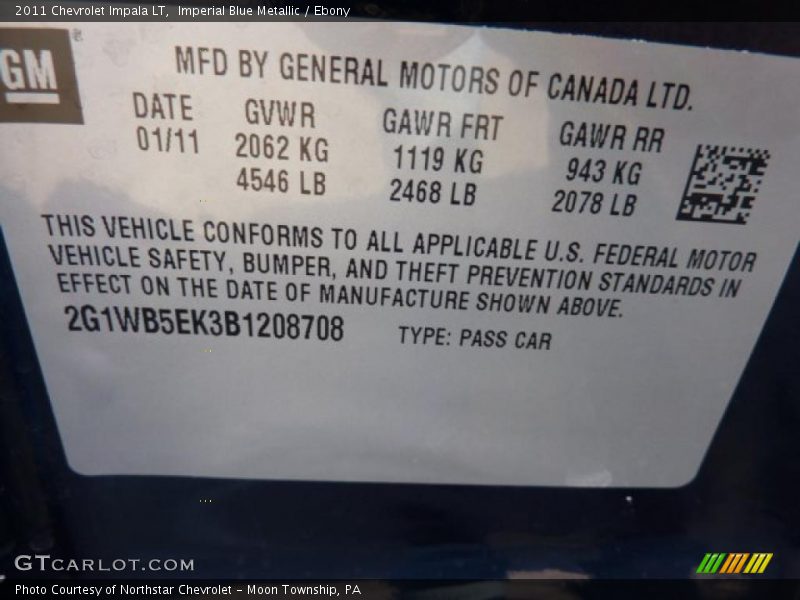 2011 Chevrolet Impala LT, Imperial Blue Metallic / Ebony
GM
MFD BY GENERAL MOTORS OF CANADA LTD.
DATE GVWR GAWR FRT GAWR RR
01/11 2062 KG 1119 KG 943 KG
4546 LB 2468 LB 2078 LB
THIS VEHICLE CONFORMS TO ALL APPLICABLE U.S. FEDERAL MOTOR
VEHICLE SAFETY, BUMPER, AND THEFT PREVENTION STANDARDS IN
EFFECT ON THE DATE OF MANUFACTURE SHOWN ABOVE.
2G1WB5EK3B1208708 TYPE: PASS CAR
GTCARLOT.COM
Photo Courtesy of Northstar Chevrolet - Moon Township, PA